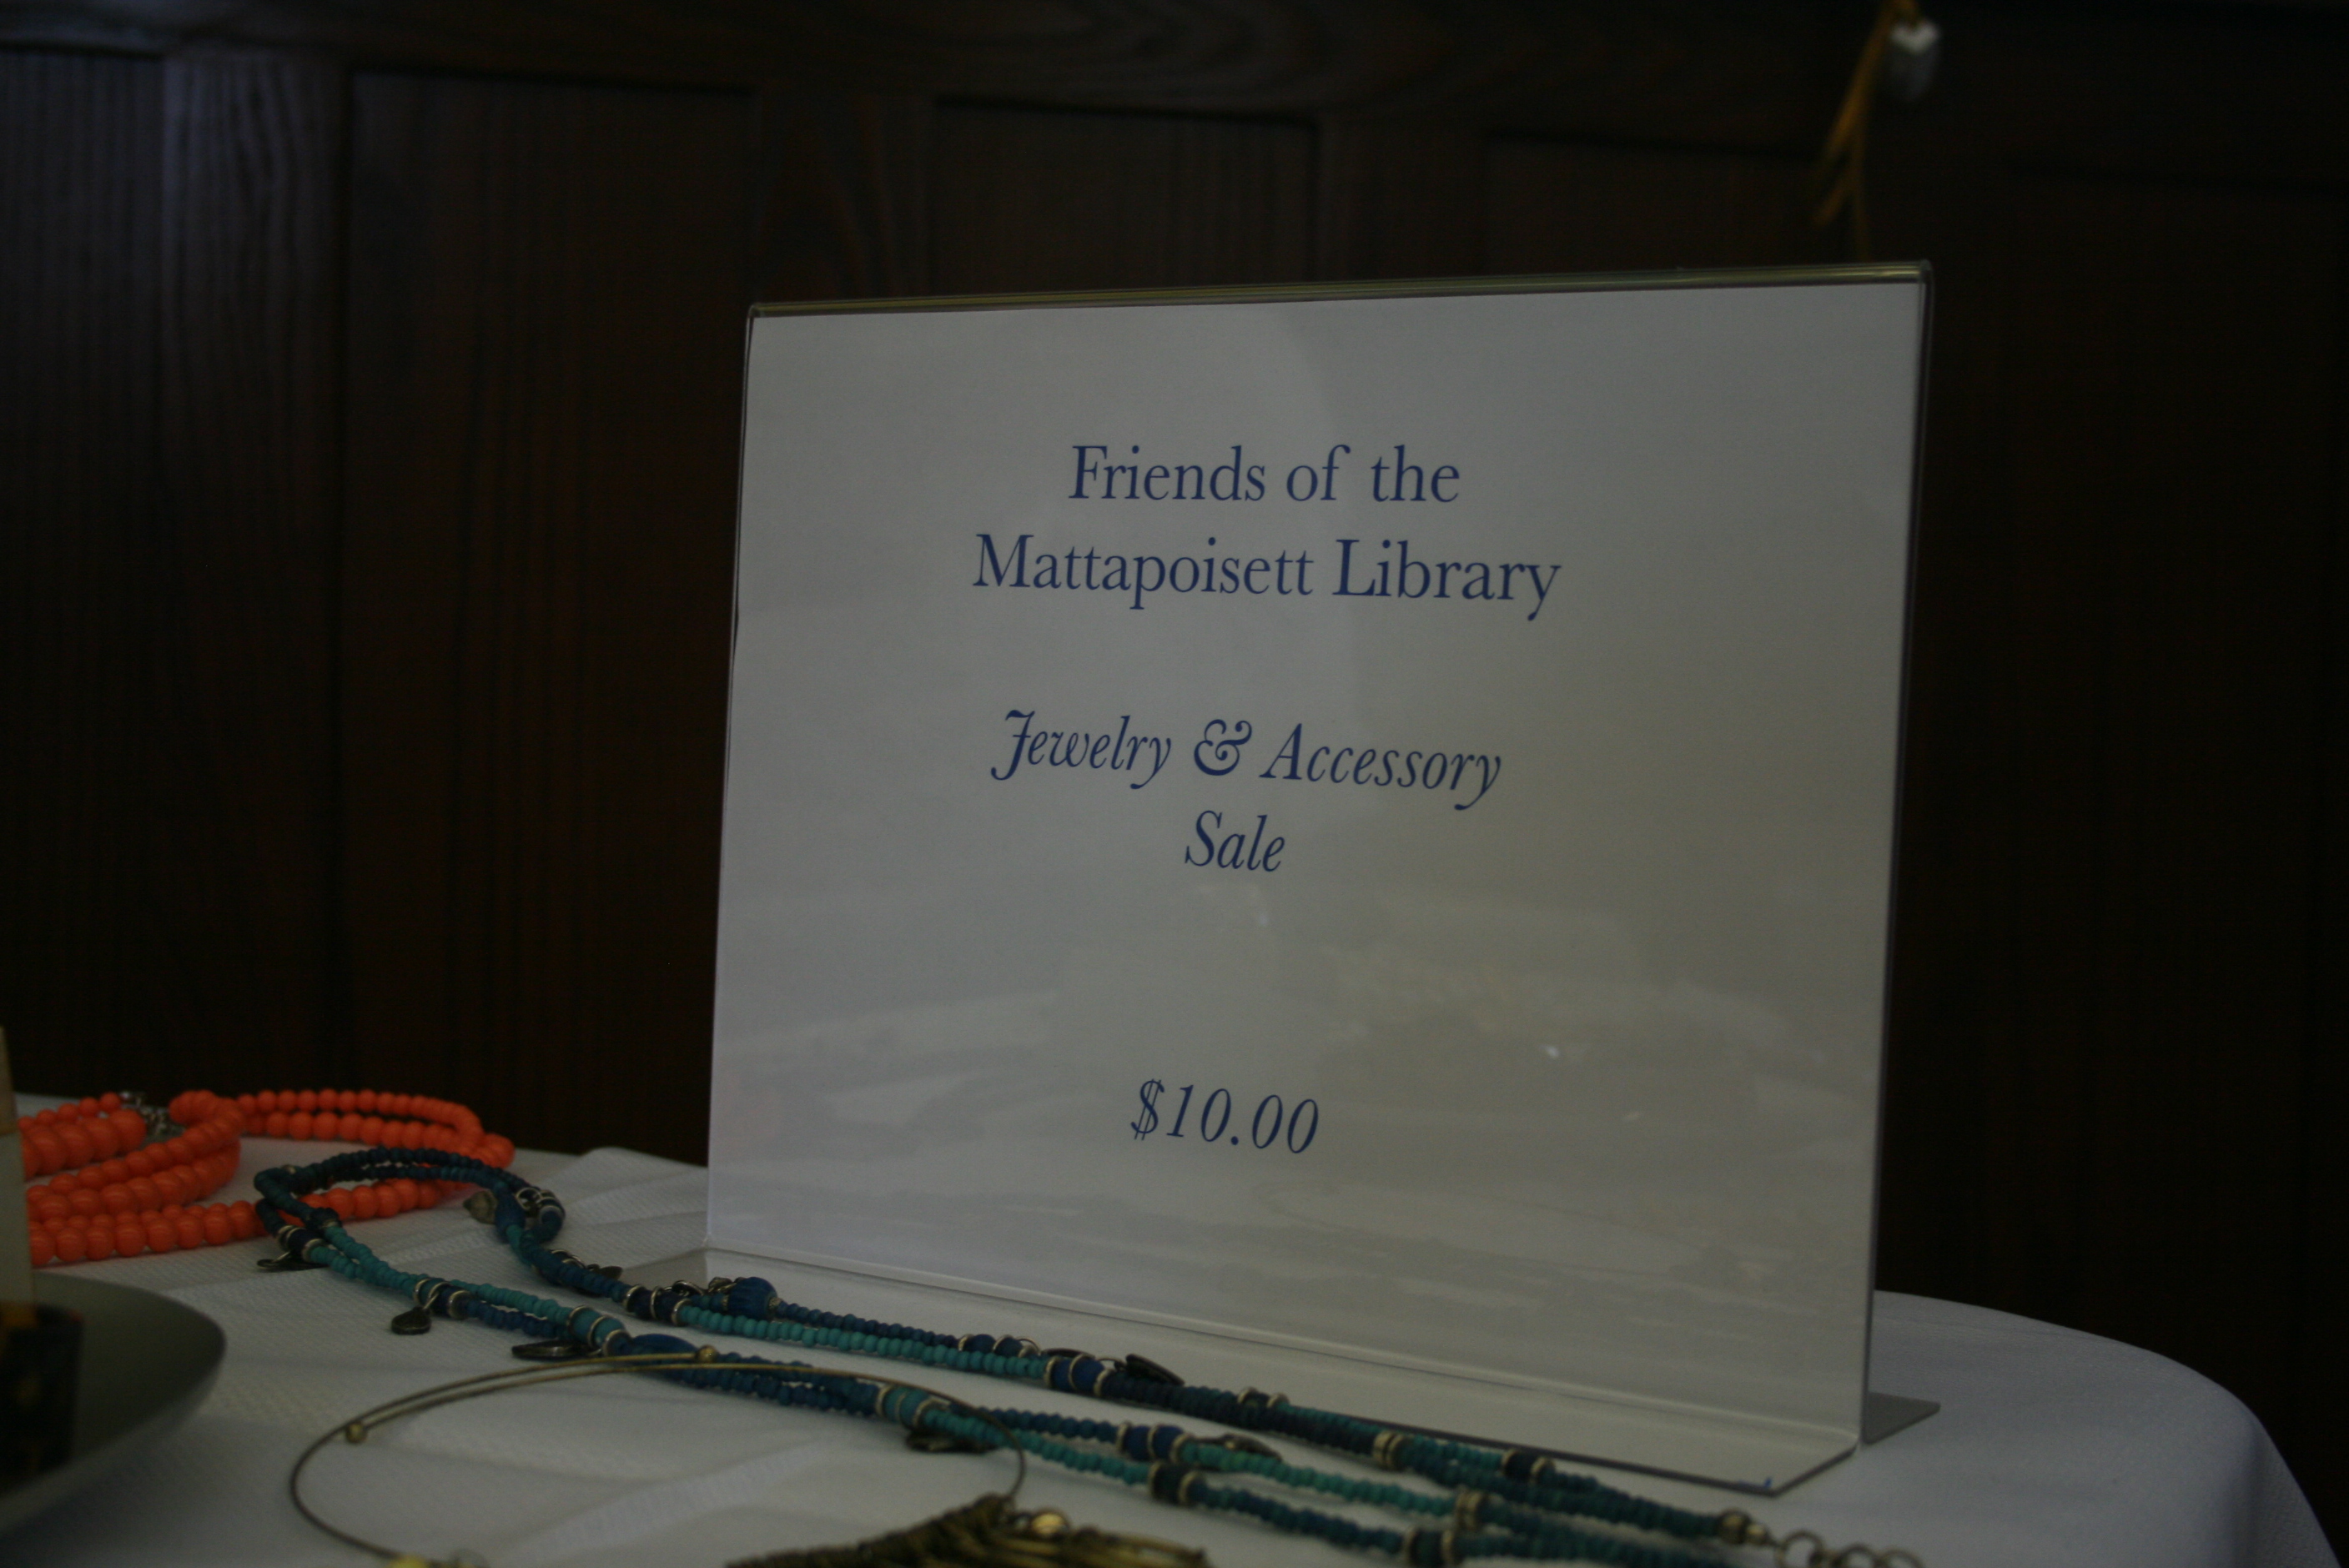 Friends of the
Mattapoisett Library
Jewelry & Accessory
Sale
$10.00